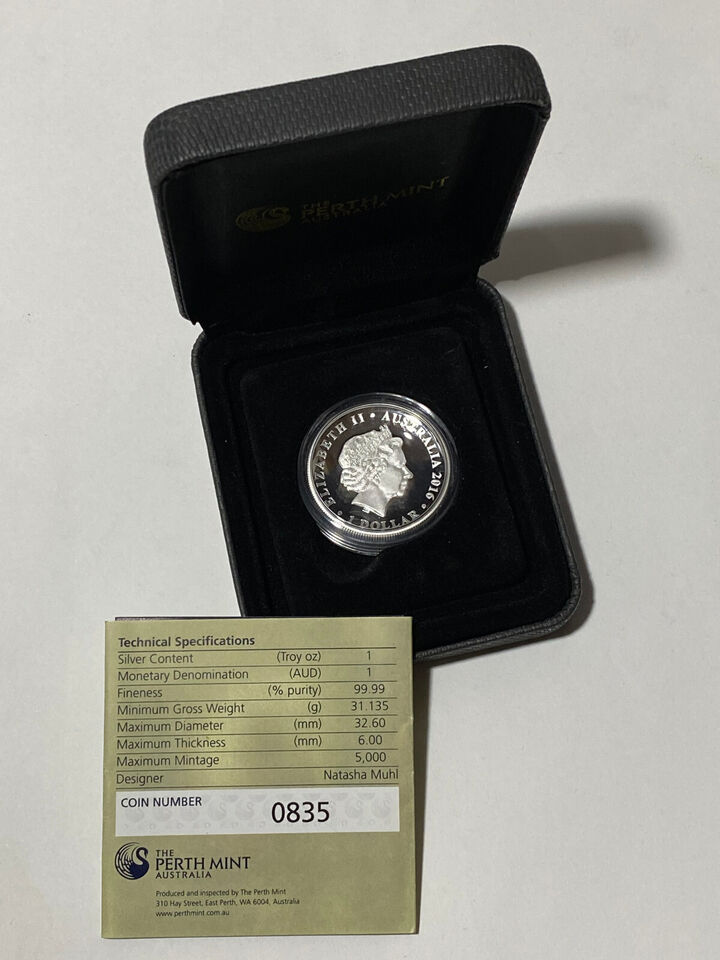 THE
PERTH MINT
AUSTRALIA
ELIZABETH II • AUSTRALIA 2016 •
1 DOLLAR •
Technical Specifications
Silver Content (Troy oz) 1
Monetary Denomination (AUD) 1
Fineness (% purity) 99.99
Minimum Gross Weight (g) 31.135
Maximum Diameter (mm) 32.60
Maximum Thickness (mm) 6.00
Maximum Mintage 5,000
Designer Natasha Muhl
COIN NUMBER 0835
THE
PERTH MINT
AUSTRALIA
Produced and inspected by The Perth Mint
310 Hay Street, East Perth, WA 6004, Australia
www.perthmint.com.au